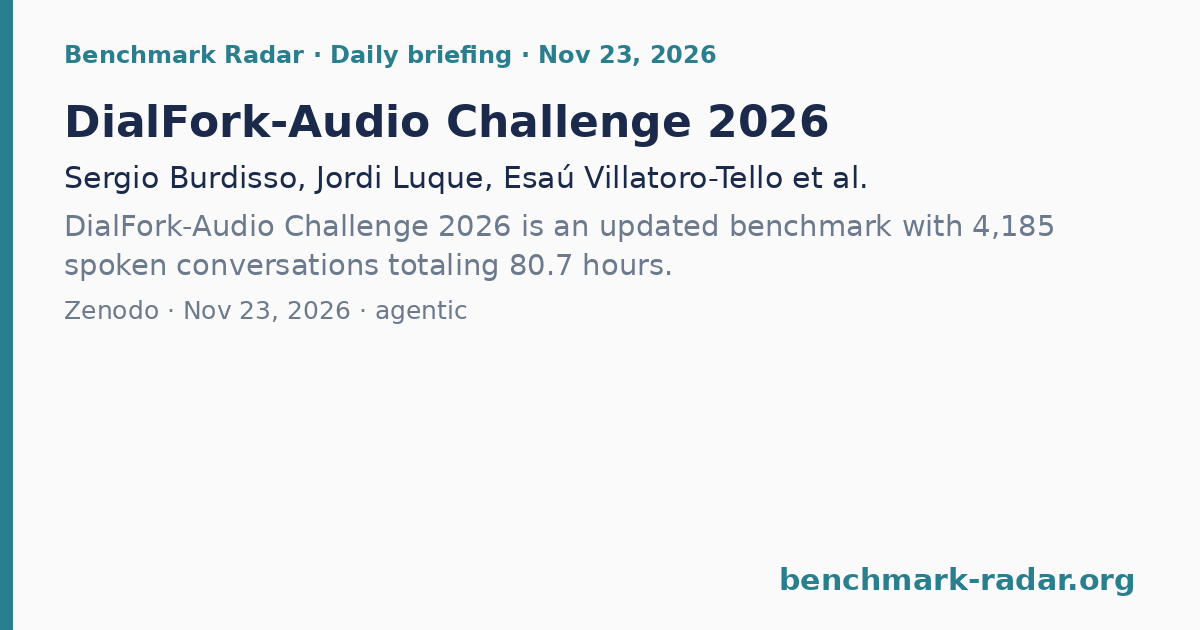 Benchmark Radar · Daily briefing · Nov 23, 2026
DialFork-Audio Challenge 2026
Sergio Burdisso, Jordi Luque, Esaú Villatoro-Tello et al.
DialFork-Audio Challenge 2026 is an updated benchmark with 4,185
spoken conversations totaling 80.7 hours.
Zenodo · Nov 23, 2026 · agentic
benchmark-radar.org